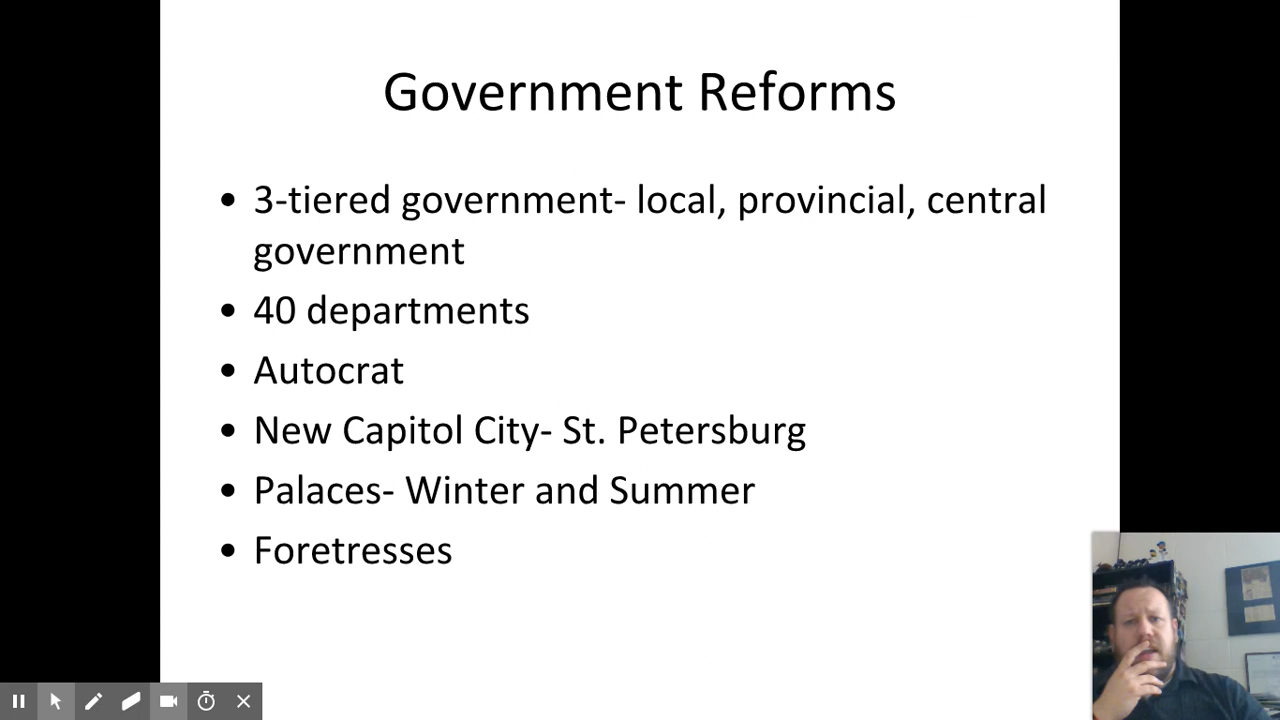 Government Reforms
• 3-tiered government- local, provincial, central
government
• 40 departments
• Autocrat
• New Capitol City- St. Petersburg
• Palaces- Winter and Summer
• Foretresses